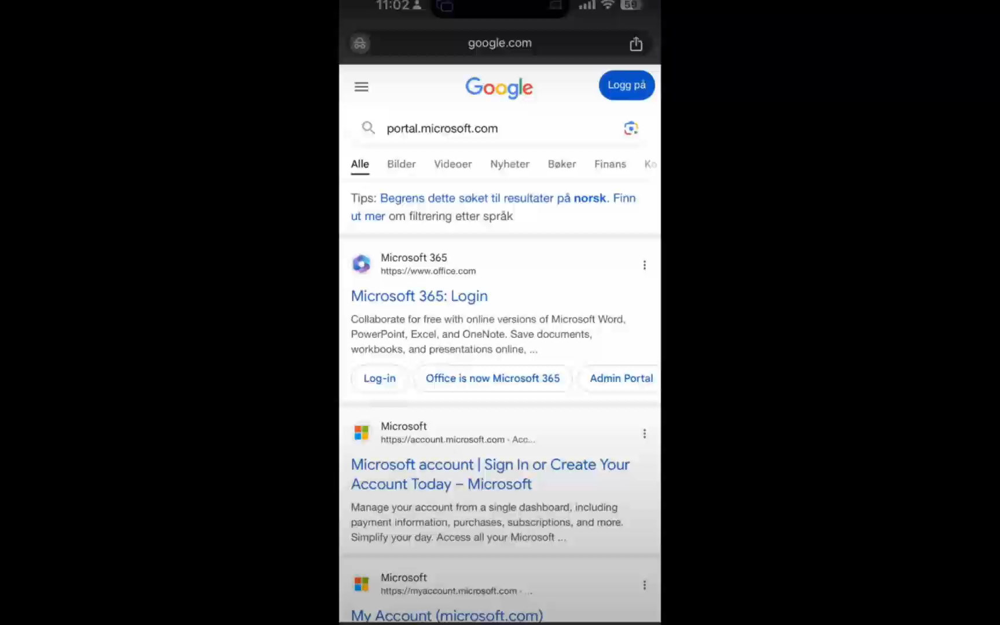 11:02
59
google.com
Google
Logg på
portal.microsoft.com
Alle Bilder Videoer Nyheter Bøker Finans Ko
Tips: Begrens dette søket til resultater på norsk. Finn
ut mer om filtrering etter språk
Microsoft 365
https://www.office.com
Microsoft 365: Login
Collaborate for free with online versions of Microsoft Word,
PowerPoint, Excel, and OneNote. Save documents,
workbooks, and presentations online, ...
Log-in Office is now Microsoft 365 Admin Portal
Microsoft
https://account.microsoft.com · Acc...
Microsoft account | Sign In or Create Your
Account Today – Microsoft
Manage your account from a single dashboard, including
payment information, purchases, subscriptions, and more.
Simplify your day. Access all your Microsoft ...
Microsoft
https://myaccount.microsoft.com · ...
My Account (microsoft.com)